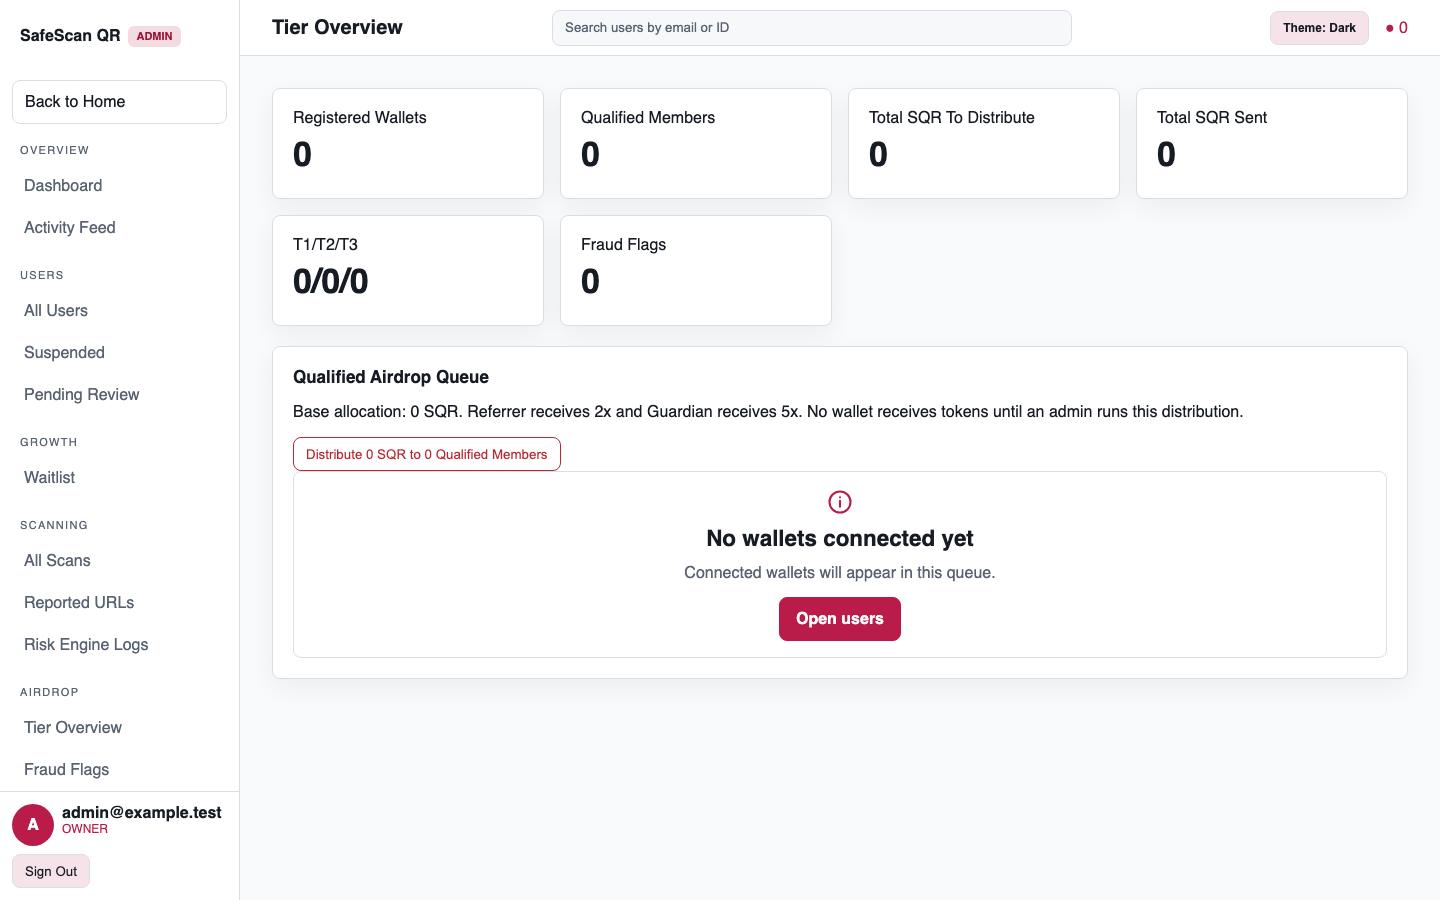 SafeScan QR ADMIN
Back to Home
OVERVIEW
Dashboard
Activity Feed
USERS
All Users
Suspended
Pending Review
GROWTH
Waitlist
SCANNING
All Scans
Reported URLs
Risk Engine Logs
AIRDROP
Tier Overview
Fraud Flags
A
admin@example.test
OWNER
Sign Out
Tier Overview
Search users by email or ID
Theme: Dark
0
Registered Wallets
0
Qualified Members
0
Total SQR To Distribute
0
Total SQR Sent
0
T1/T2/T3
0/0/0
Fraud Flags
0
Qualified Airdrop Queue
Base allocation: 0 SQR. Referrer receives 2x and Guardian receives 5x. No wallet receives tokens until an admin runs this distribution.
Distribute 0 SQR to 0 Qualified Members
No wallets connected yet
Connected wallets will appear in this queue.
Open users